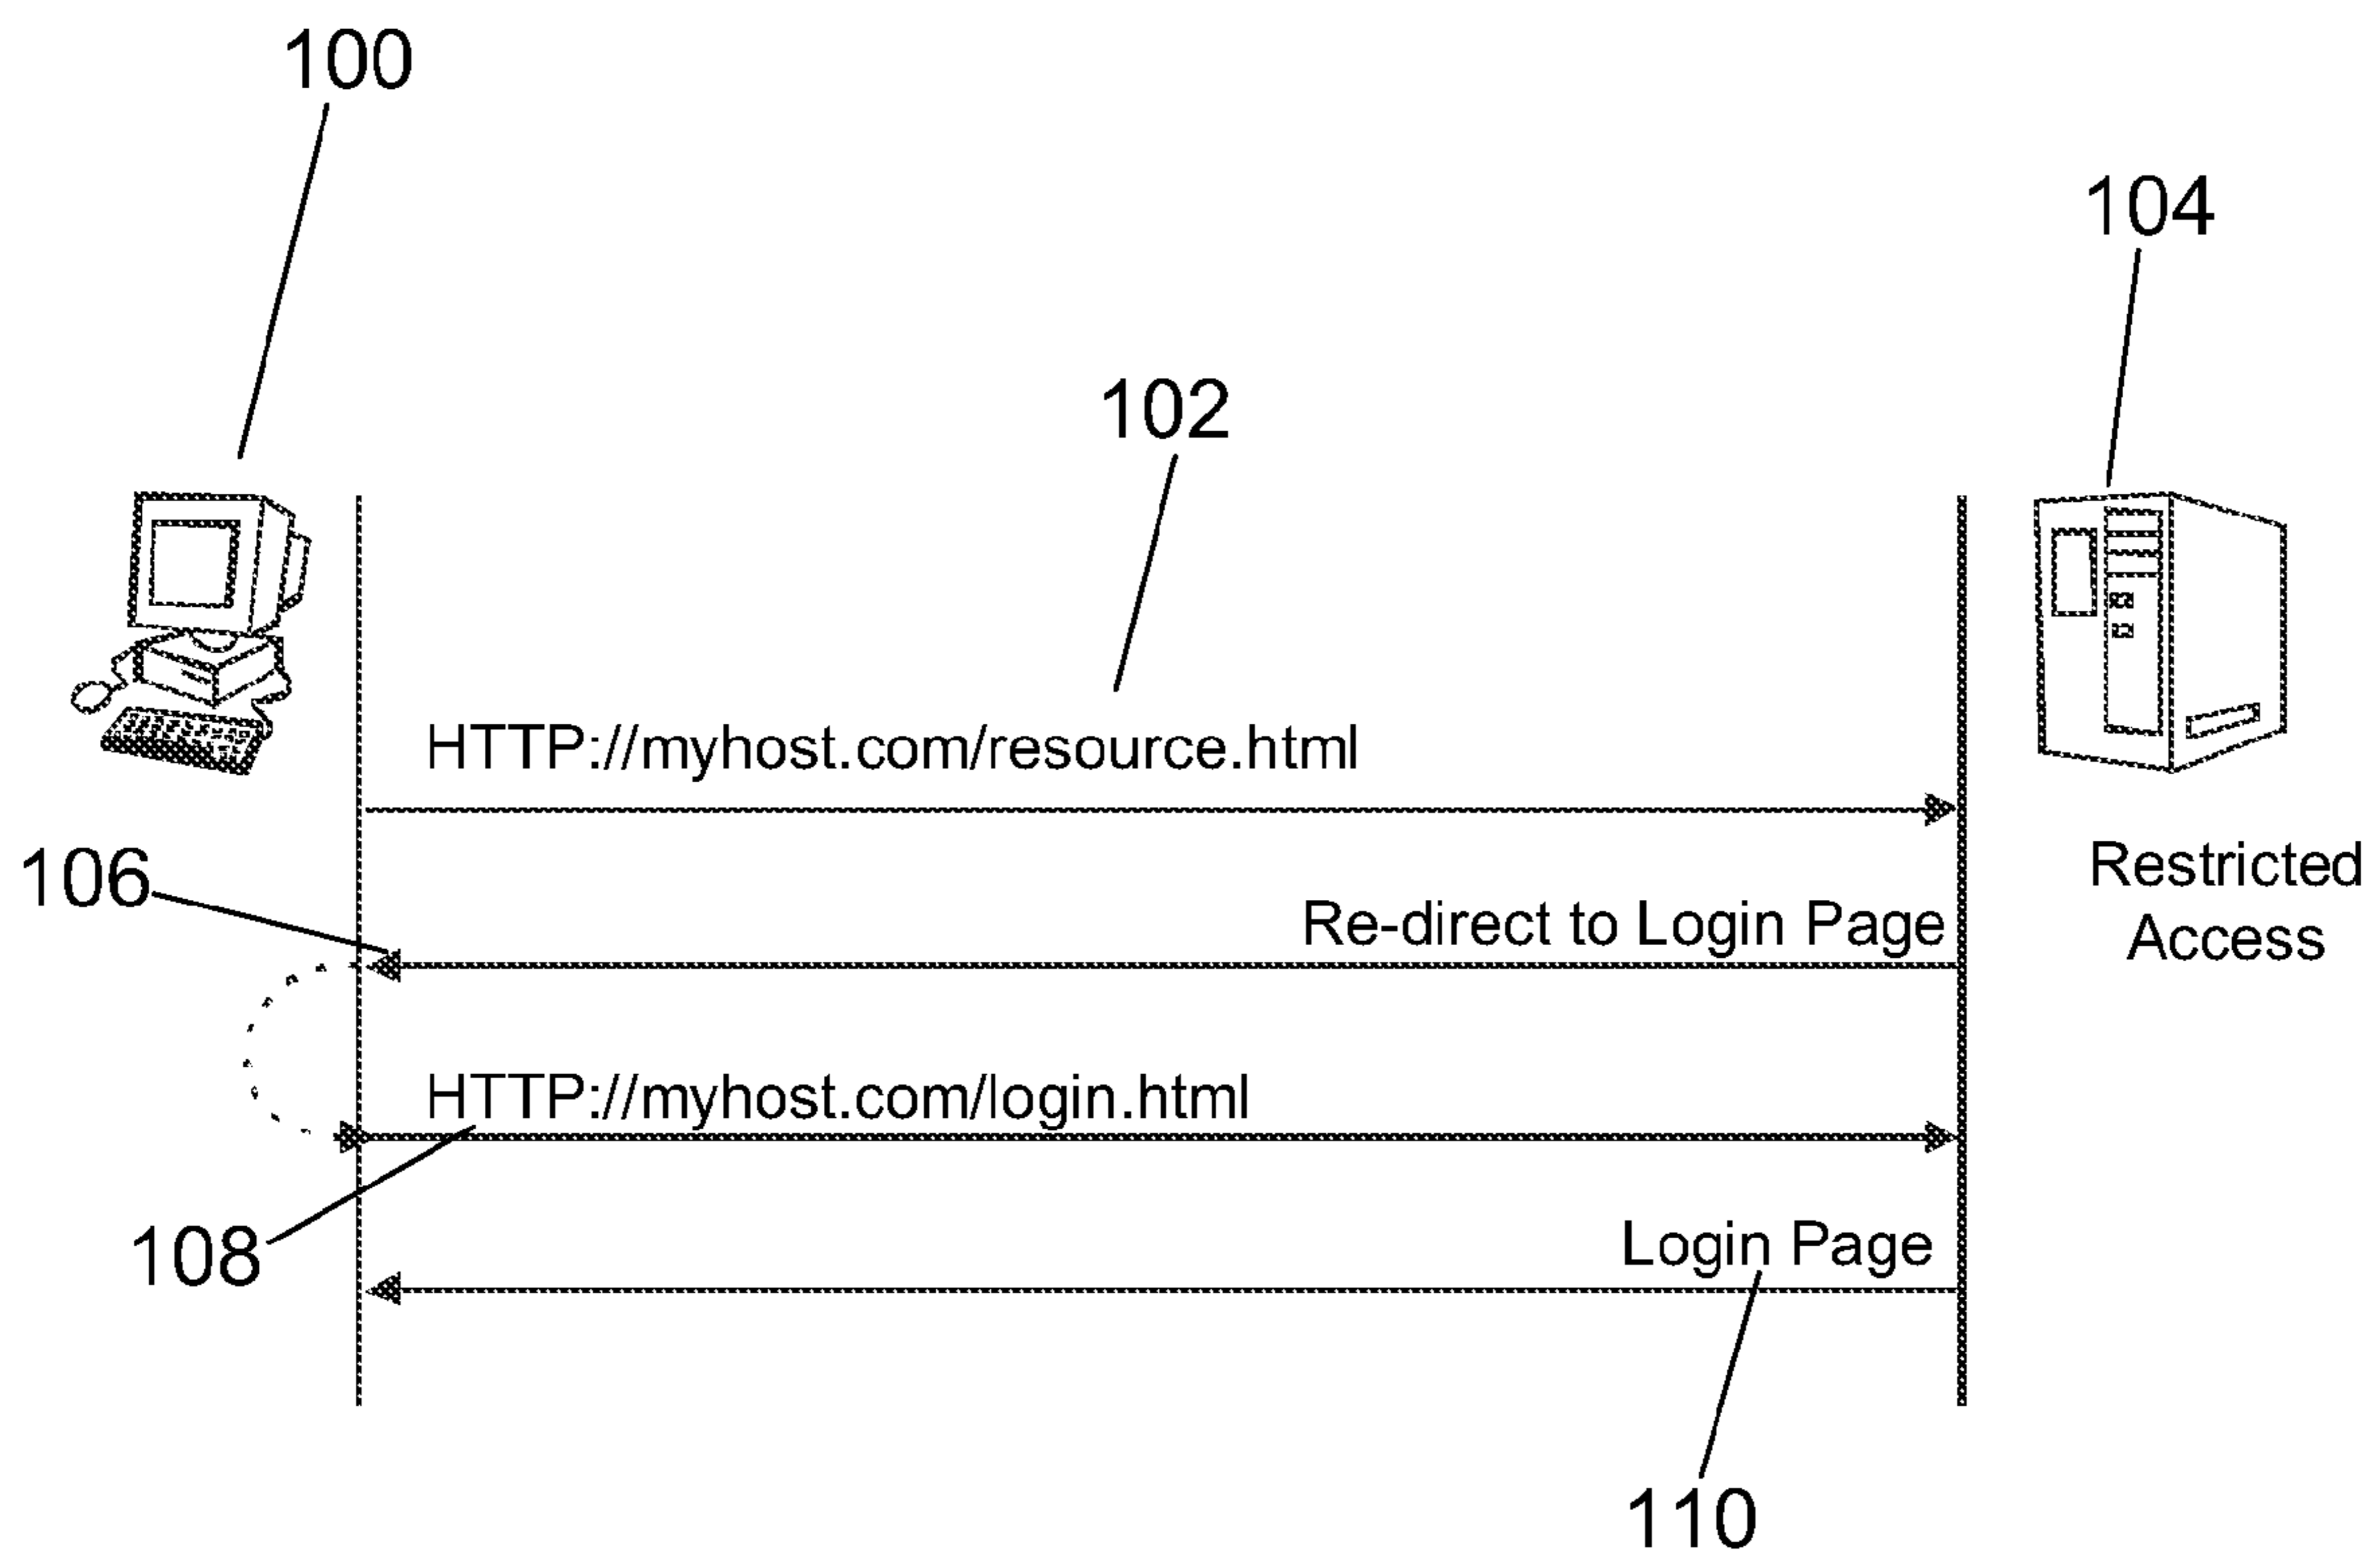 100
104
102
HTTP://myhost.com/resource.html
106
Restricted
Access
Re-direct to Login Page
HTTP://myhost.com/login.html
108
Login Page
110